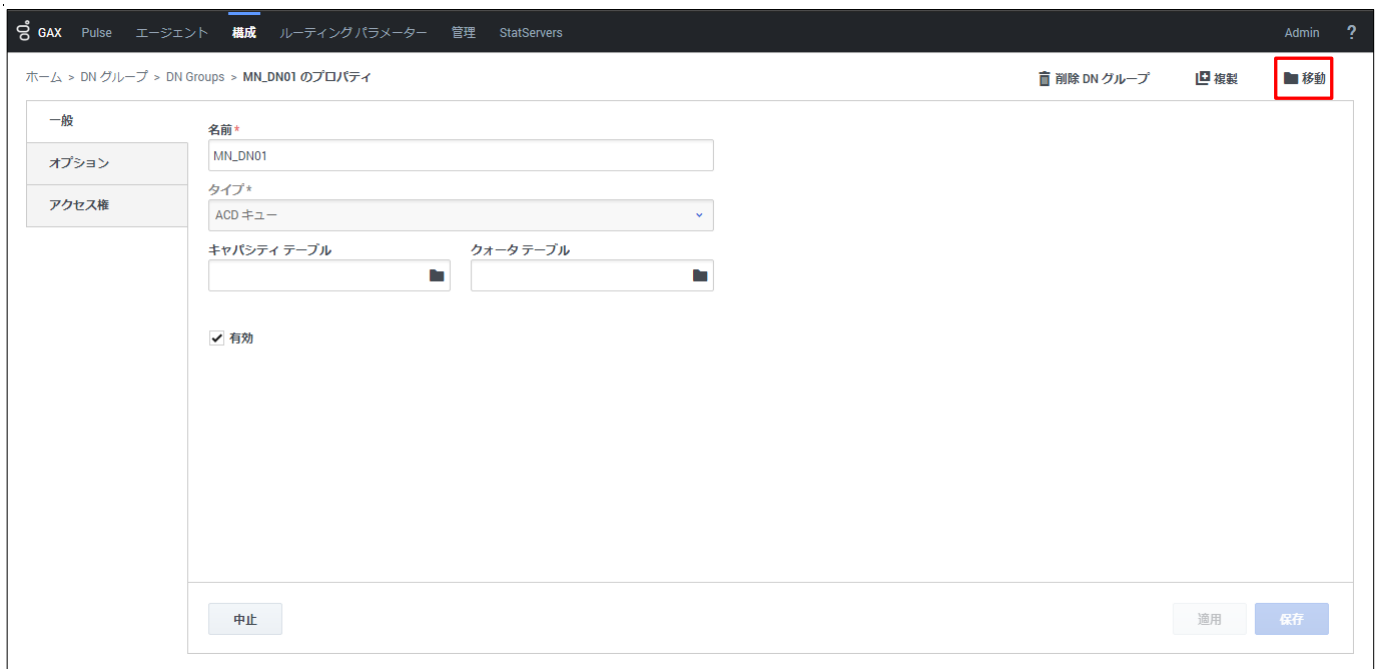 GAX Pulse エージェント 構成 ルーティング パラメーター 管理 StatServers Admin ?
ホーム > DN グループ > DN Groups > MN_DN01 のプロパティ 削除 DN グループ 複製 移動
一般
オプション
アクセス権
名前*
MN_DN01
タイプ*
ACD キュー
キャパシティ テーブル クォータ テーブル
有効
中止 適用 保存